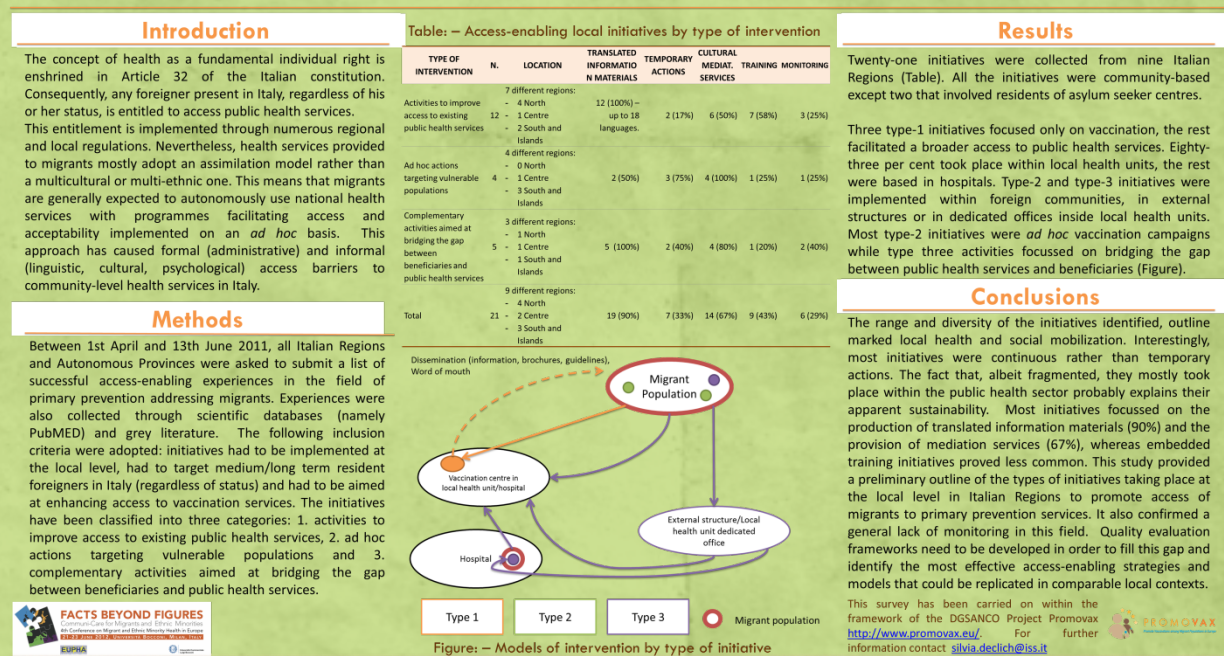 Introduction
The concept of health as a fundamental individual right is
enshrined in Article 32 of the Italian constitution.
Consequently, any foreigner present in Italy, regardless of his
or her status, is entitled to access public health services.
This entitlement is implemented through numerous regional
and local regulations. Nevertheless, health services provided
to migrants mostly adopt an assimilation model rather than
a multicultural or multi-ethnic one. This means that migrants
are generally expected to autonomously use national health
services with programmes facilitating access and
acceptability implemented on an ad hoc basis. This
approach has caused formal (administrative) and informal
(linguistic, cultural, psychological) access barriers to
community-level health services in Italy.
Methods
Between 1st April and 13th June 2011, all Italian Regions
and Autonomous Provinces were asked to submit a list of
successful access-enabling experiences in the field of
primary prevention addressing migrants. Experiences were
also collected through scientific databases (namely
PubMED) and grey literature. The following inclusion
criteria were adopted: initiatives had to be implemented at
the local level, had to target medium/long term resident
foreigners in Italy (regardless of status) and had to be aimed
at enhancing access to vaccination services. The initiatives
have been classified into three categories: 1. activities to
improve access to existing public health services, 2. ad hoc
actions targeting vulnerable populations and 3.
complementary activities aimed at bridging the gap
between beneficiaries and public health services.
FACTS BEYOND FIGURES
Communi-Care for Migrants and Ethnic Minorities
4th Conference on Migrant and Ethnic Minority Health in Europe
21-23 June 2012, Università Bocconi, Milan, Italy
EUPHA
Table: – Access-enabling local initiatives by type of intervention
TYPE OF INTERVENTION N. LOCATION TRANSLATED INFORMATIO N MATERIALS TEMPORARY ACTIONS CULTURAL MEDIAT. SERVICES TRAINING MONITORING
Activities to improve access to existing public health services 12 7 different regions: - 4 North - 1 Centre - 2 South and Islands 12 (100%) – up to 18 languages. 2 (17%) 6 (50%) 7 (58%) 3 (25%)
Ad hoc actions targeting vulnerable populations 4 4 different regions: - 0 North - 1 Centre - 3 South and Islands 2 (50%) 3 (75%) 4 (100%) 1 (25%) 1 (25%)
Complementary activities aimed at bridging the gap between beneficiaries and public health services 5 3 different regions: - 1 North - 1 Centre - 1 South and Islands 5 (100%) 2 (40%) 4 (80%) 1 (20%) 2 (40%)
Total 21 9 different regions: - 4 North - 2 Centre - 3 South and Islands 19 (90%) 7 (33%) 14 (67%) 9 (43%) 6 (29%)
Dissemination (information, brochures, guidelines),
Word of mouth
Migrant
Population
Vaccination centre in
local health unit/hospital
External structure/Local
health unit dedicated
office
Hospital
Type 1 Type 2 Type 3 Migrant population
Figure: – Models of intervention by type of initiative
Results
Twenty-one initiatives were collected from nine Italian
Regions (Table). All the initiatives were community-based
except two that involved residents of asylum seeker centres.
Three type-1 initiatives focused only on vaccination, the rest
facilitated a broader access to public health services. Eighty-
three per cent took place within local health units, the rest
were based in hospitals. Type-2 and type-3 initiatives were
implemented within foreign communities, in external
structures or in dedicated offices inside local health units.
Most type-2 initiatives were ad hoc vaccination campaigns
while type three activities focussed on bridging the gap
between public health services and beneficiaries (Figure).
Conclusions
The range and diversity of the initiatives identified, outline
marked local health and social mobilization. Interestingly,
most initiatives were continuous rather than temporary
actions. The fact that, albeit fragmented, they mostly took
place within the public health sector probably explains their
apparent sustainability. Most initiatives focussed on the
production of translated information materials (90%) and the
provision of mediation services (67%), whereas embedded
training initiatives proved less common. This study provided
a preliminary outline of the types of initiatives taking place at
the local level in Italian Regions to promote access of
migrants to primary prevention services. It also confirmed a
general lack of monitoring in this field. Quality evaluation
frameworks need to be developed in order to fill this gap and
identify the most effective access-enabling strategies and
models that could be replicated in comparable local contexts.
This survey has been carried on within the
framework of the DGSANCO Project Promovax
http://www.promovax.eu/. For further
information contact silvia.declich@iss.it
PROMOVAX